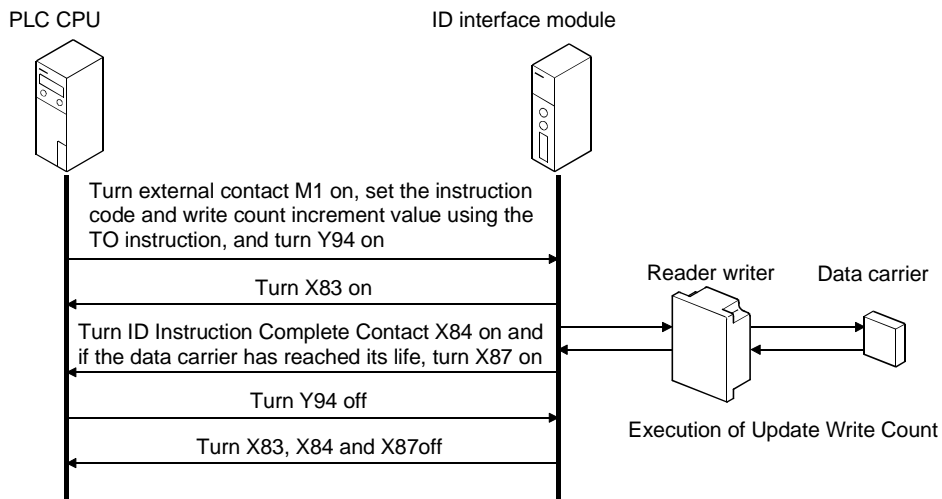 PLC CPU
ID interface module
Turn external contact M1 on, set the instruction
code and write count increment value using the
TO instruction, and turn Y94 on
Reader writer
Data carrier
Turn X83 on
Turn ID Instruction Complete Contact X84 on and
if the data carrier has reached its life, turn X87 on
Turn Y94 off
Execution of Update Write Count
Turn X83, X84 and X87off